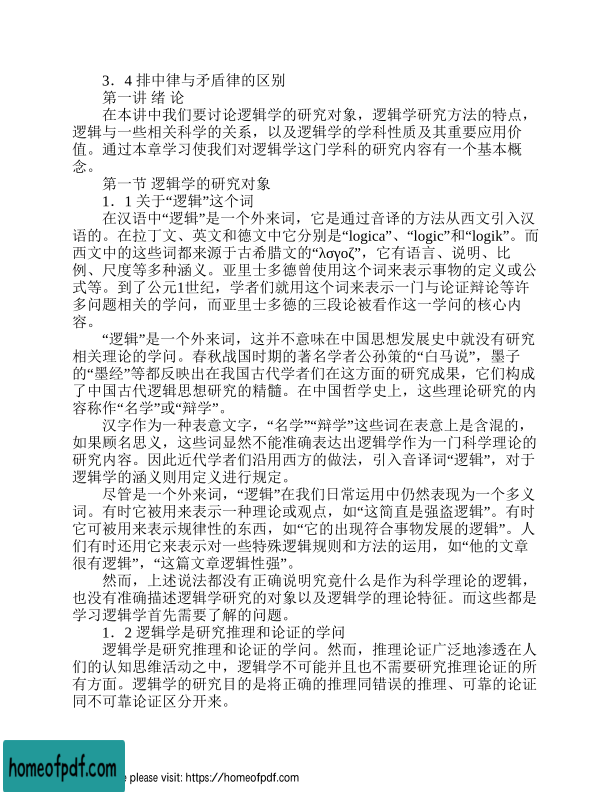 3．4 排中律与矛盾律的区别
第一讲 绪 论
在本讲中我们要讨论逻辑学的研究对象，逻辑学研究方法的特点，
逻辑与一些相关科学的关系，以及逻辑学的学科性质及其重要应用价
值。通过本章学习使我们对逻辑学这门学科的研究内容有一个基本概
念。
第一节 逻辑学的研究对象
1．1 关于“逻辑”这个词
在汉语中“逻辑”是一个外来词，它是通过音译的方法从西文引入汉
语的。在拉丁文、英文和德文中它分别是“logica”、“logic”和“logik”。而
西文中的这些词都来源于古希腊文的“λoγoζ”，它有语言、说明、比
例、尺度等多种涵义。亚里士多德曾使用这个词来表示事物的定义或公
式等。到了公元1世纪，学者们就用这个词来表示一门与论证辩论等许
多问题相关的学问，而亚里士多德的三段论被看作这一学问的核心内
容。
“逻辑”是一个外来词，这并不意味在中国思想发展史中就没有研究
相关理论的学问。春秋战国时期的著名学者公孙策的“白马说”，墨子
的“墨经”等都反映出在我国古代学者们在这方面的研究成果，它们构成
了中国古代逻辑思想研究的精髓。在中国哲学史上，这些理论研究的内
容称作“名学”或“辩学”。
汉字作为一种表意文字，“名学”“辩学”这些词在表意上是含混的，
如果顾名思义，这些词显然不能准确表达出逻辑学作为一门科学理论的
研究内容。因此近代学者们沿用西方的做法，引入音译词“逻辑”，对于
逻辑学的涵义则用定义进行规定。
尽管是一个外来词，“逻辑”在我们日常运用中仍然表现为一个多义
词。有时它被用来表示一种理论或观点，如“这简直是强盗逻辑”。有时
它可被用来表示规律性的东西，如“它的出现符合事物发展的逻辑”。人
们有时还用它来表示对一些特殊逻辑规则和方法的运用，如“他的文章
很有逻辑”，“这篇文章逻辑性强”。
然而，上述说法都没有正确说明究竟什么是作为科学理论的逻辑，
也没有准确描述逻辑学研究的对象以及逻辑学的理论特征。而这些都是
学习逻辑学首先需要了解的问题。
1．2 逻辑学是研究推理和论证的学问
逻辑学是研究推理和论证的学问。然而，推理论证广泛地渗透在人
们的认知思维活动之中，逻辑学不可能并且也不需要研究推理论证的所
有方面。逻辑学的研究目的是将正确的推理同错误的推理、可靠的论证
同不可靠论证区分开来。
homeofpdf.com
please visit: https://homeofpdf.com